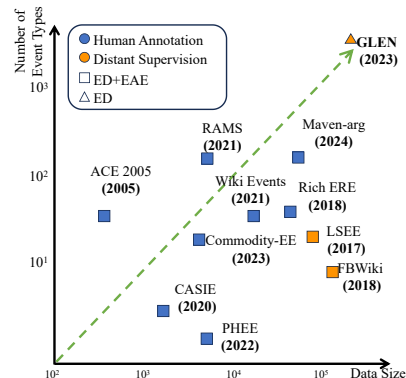 Number of
Event Types
Human Annotation
Distant Supervision
ED+EAE
ED
GLEN
(2023)
10³
RAMS
(2021)
Maven-arg
(2024)
ACE 2005
(2005)
10²
Wiki Events
(2021)
Rich ERE
(2018)
Commodity-EE
(2023)
LSEE
(2017)
10¹
FBWiki
(2018)
CASIE
(2020)
PHEE
(2022)
10²
10³
10⁴
10⁵
Data Size